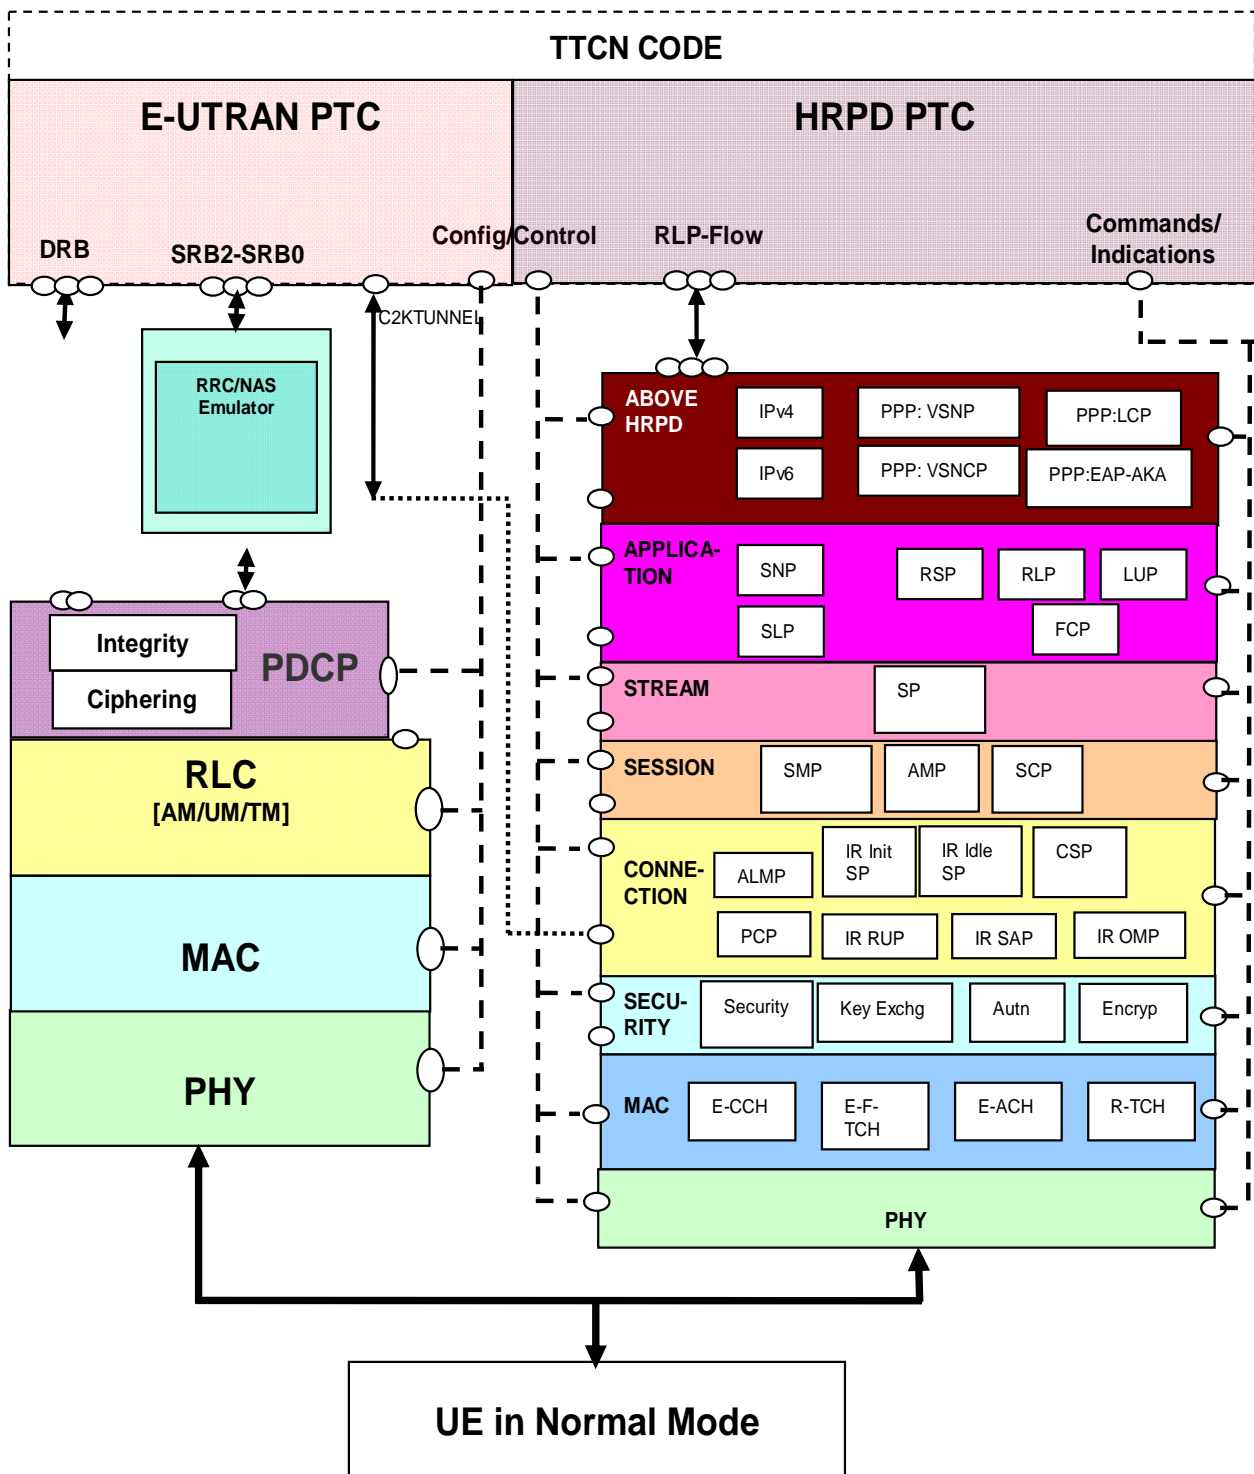 TTCN CODE
E-UTRAN PTC
HRPD PTC
DRB
SRB2-SRB0
Config/Control
RLP-Flow
Commands/
Indications
C2KTUNNEL
RRC/NAS
Emulator
Integrity
Ciphering
PDCP
RLC
[AM/UM/TM]
MAC
PHY
ABOVE
HRPD
IPv4
PPP: VSNP
PPP:LCP
IPv6
PPP: VSNCP
PPP:EAP-AKA
APPLICA-
TION
SNP
RSP
RLP
LUP
SLP
FCP
STREAM
SP
SESSION
SMP
AMP
SCP
CONNE-
CTION
ALMP
IR Init
SP
IR Idle
SP
CSP
PCP
IR RUP
IR SAP
IR OMP
SECU-
RITY
Security
Key Exchg
Autn
Encryp
MAC
E-CCH
E-F-
TCH
E-ACH
R-TCH
PHY
UE in Normal Mode